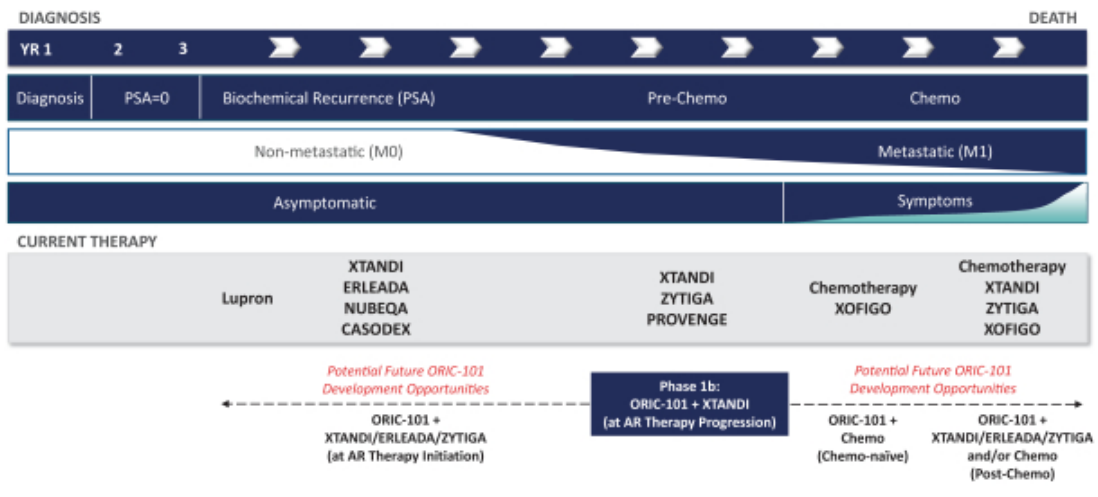 DIAGNOSIS
DEATH
YR 1
2
3
Diagnosis
PSA=0
Biochemical Recurrence (PSA)
Pre-Chemo
Chemo
Non-metastatic (M0)
Metastatic (M1)
Asymptomatic
Symptoms
CURRENT THERAPY
Lupron
XTANDI
ERLEADA
NUBEQA
CASODEX
XTANDI
ZYTIGA
PROVENGE
Chemotherapy
XOFIGO
Chemotherapy
XTANDI
ZYTIGA
XOFIGO
Potential Future ORIC-101
Development Opportunities
ORIC-101 +
XTANDI/ERLEADA/ZYTIGA
(at AR Therapy Initiation)
Phase 1b:
ORIC-101 + XTANDI
(at AR Therapy Progression)
Potential Future ORIC-101
Development Opportunities
ORIC-101 +
Chemo
(Chemo-naïve)
ORIC-101 +
XTANDI/ERLEADA/ZYTIGA
and/or Chemo
(Post-Chemo)